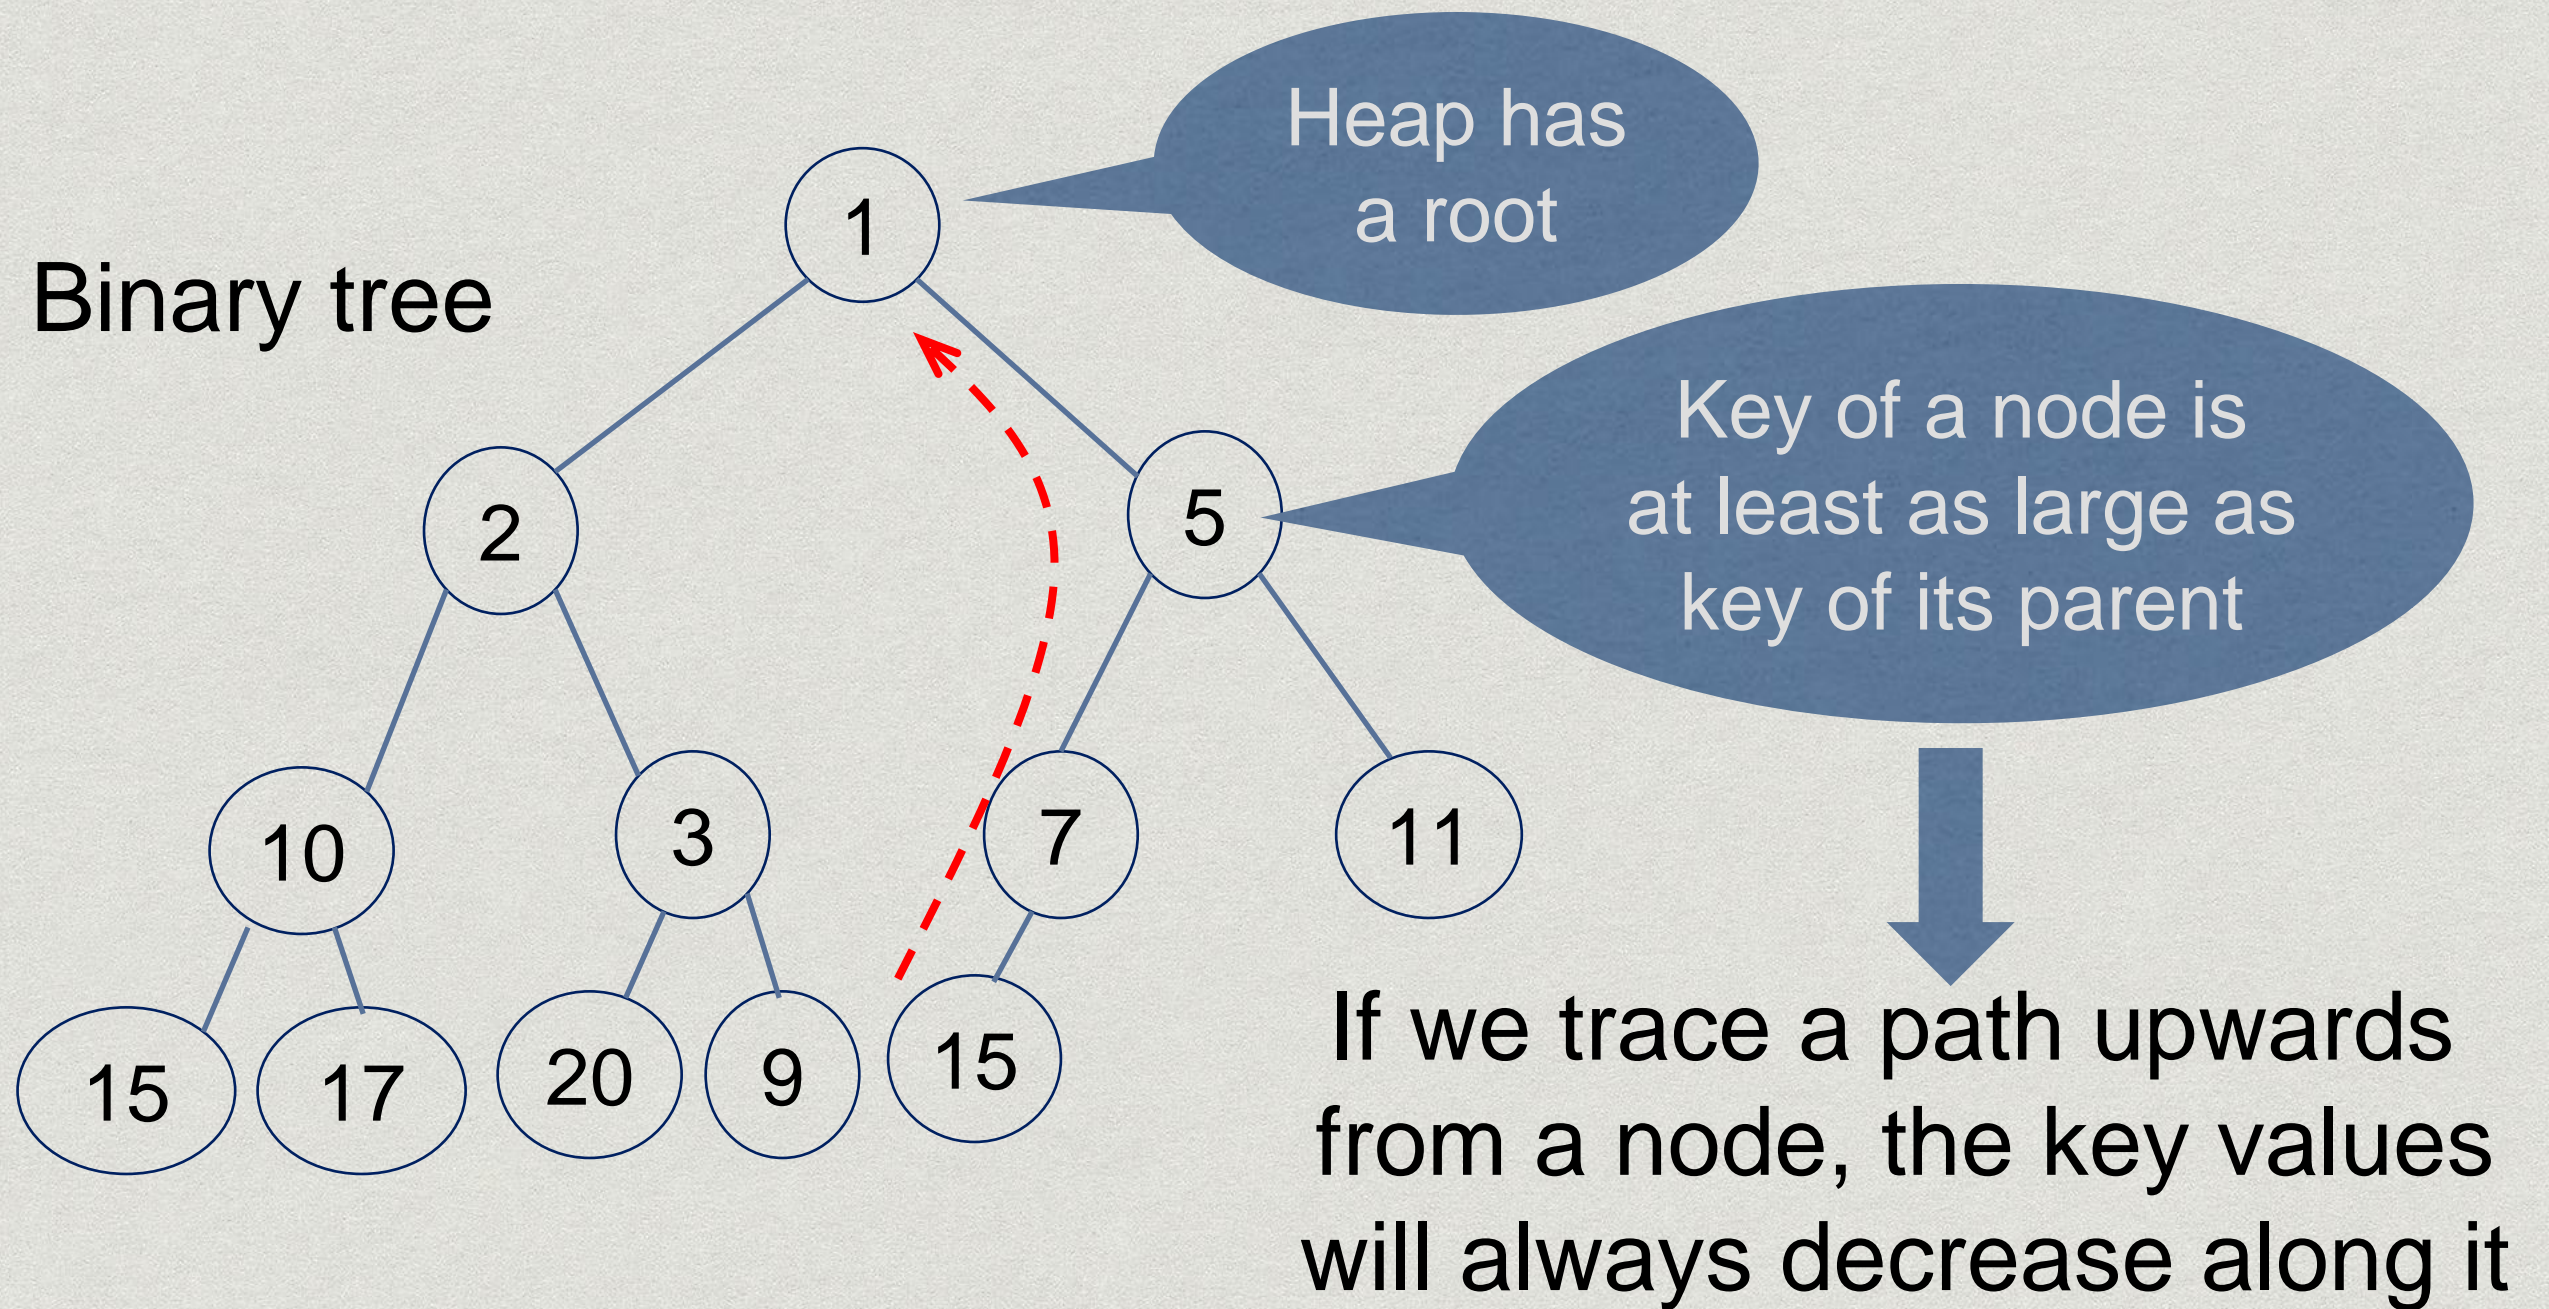 Heap has
a root
1
Binary tree
Key of a node is
at least as large as
key of its parent
2
5
10
3
7
11
15
17
20
9
15
If we trace a path upwards
from a node, the key values
will always decrease along it